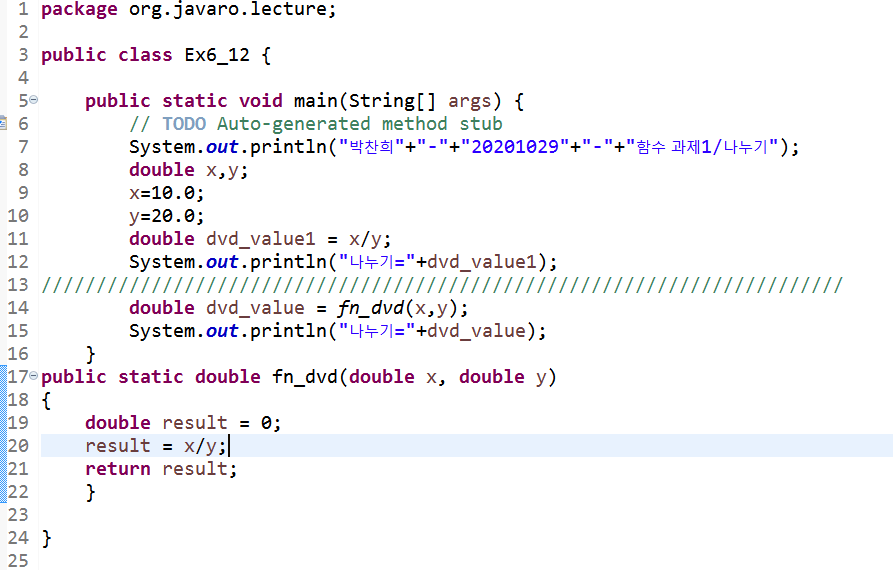 1 package org.javaro.lecture;
2
3 public class Ex6_12 {
4
5     public static void main(String[] args) {
6         // TODO Auto-generated method stub
7         System.out.println("박찬희"+"-"+"20201029"+"-"+"함수 과제1/나누기");
8         double x,y;
9         x=10.0;
10         y=20.0;
11         double dvd_value1 = x/y;
12         System.out.println("나누기="+dvd_value1);
13 /////////////////////////////////////////////////////////////////////////
14         double dvd_value = fn_dvd(x,y);
15         System.out.println("나누기="+dvd_value);
16     }
17 public static double fn_dvd(double x, double y)
18 {
19     double result = 0;
20     result = x/y;
21     return result;
22     }
23
24 }
25